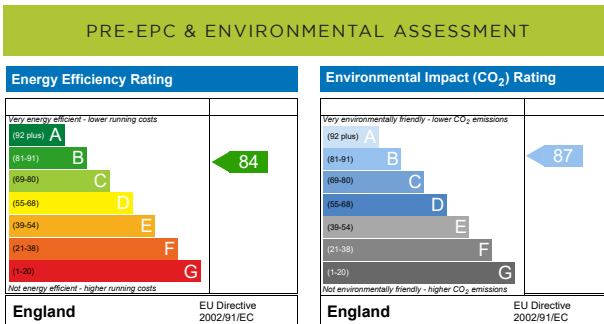 PRE-EPC & ENVIRONMENTAL ASSESSMENT
Energy Efficiency Rating
Very energy efficient - lower running costs
(92 plus) A
(81-91) B
84
(69-80) C
(55-68) D
(39-54) E
(21-38) F
(1-20) G
Not energy efficient - higher running costs
England
EU Directive
2002/91/EC
Environmental Impact (CO₂) Rating
Very environmentally friendly - lower CO₂ emissions
(92 plus) A
(81-91) B
87
(69-80) C
(55-68) D
(39-54) E
(21-38) F
(1-20) G
Not environmentally friendly - higher CO₂ emissions
England
EU Directive
2002/91/EC